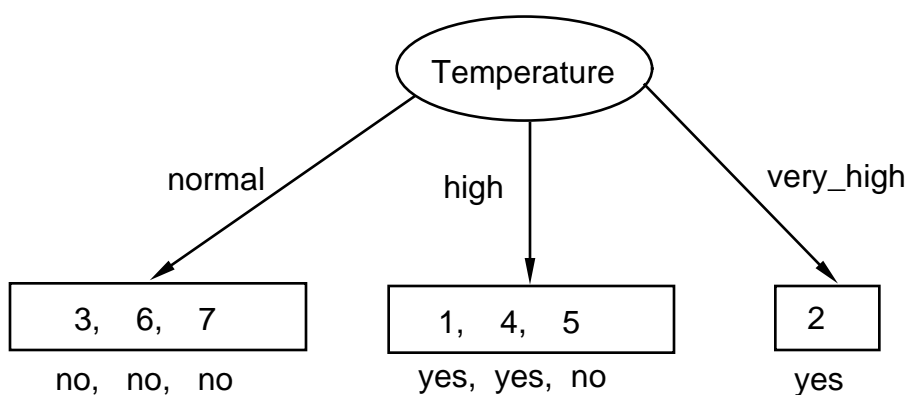 Temperature
normal
high
very_high
3, 6, 7
1, 4, 5
2
no, no, no
yes, yes, no
yes